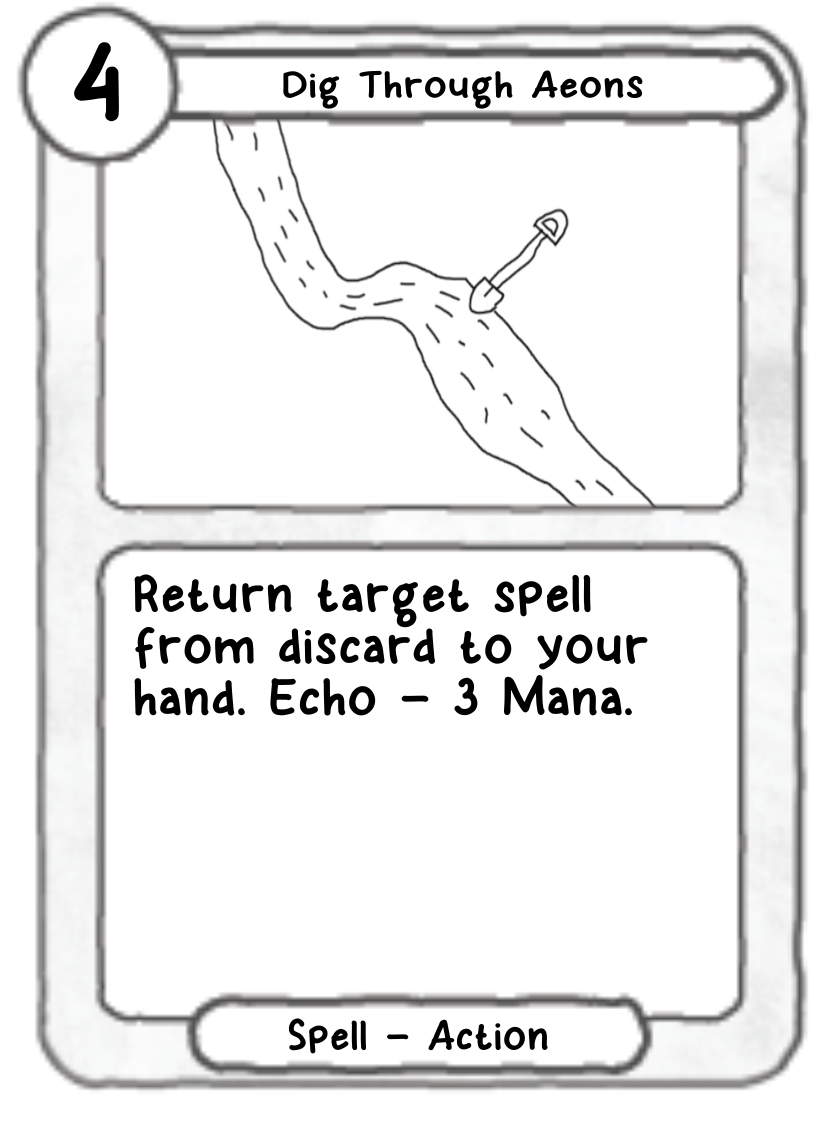 4
Dig Through Aeons
Return target spell
from discard to your
hand. Echo – 3 Mana.
Spell – Action